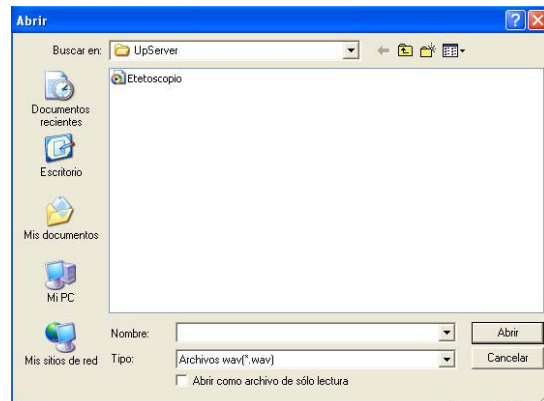 Abrir
Buscar en:
UpServer
Etetoscopio
Documentos
recientes
Escritorio
Mis documentos
Mi PC
Mis sitios de red
Nombre:
Abrir
Tipo:
Archivos wav(*.wav)
Cancelar
Abrir como archivo de sólo lectura